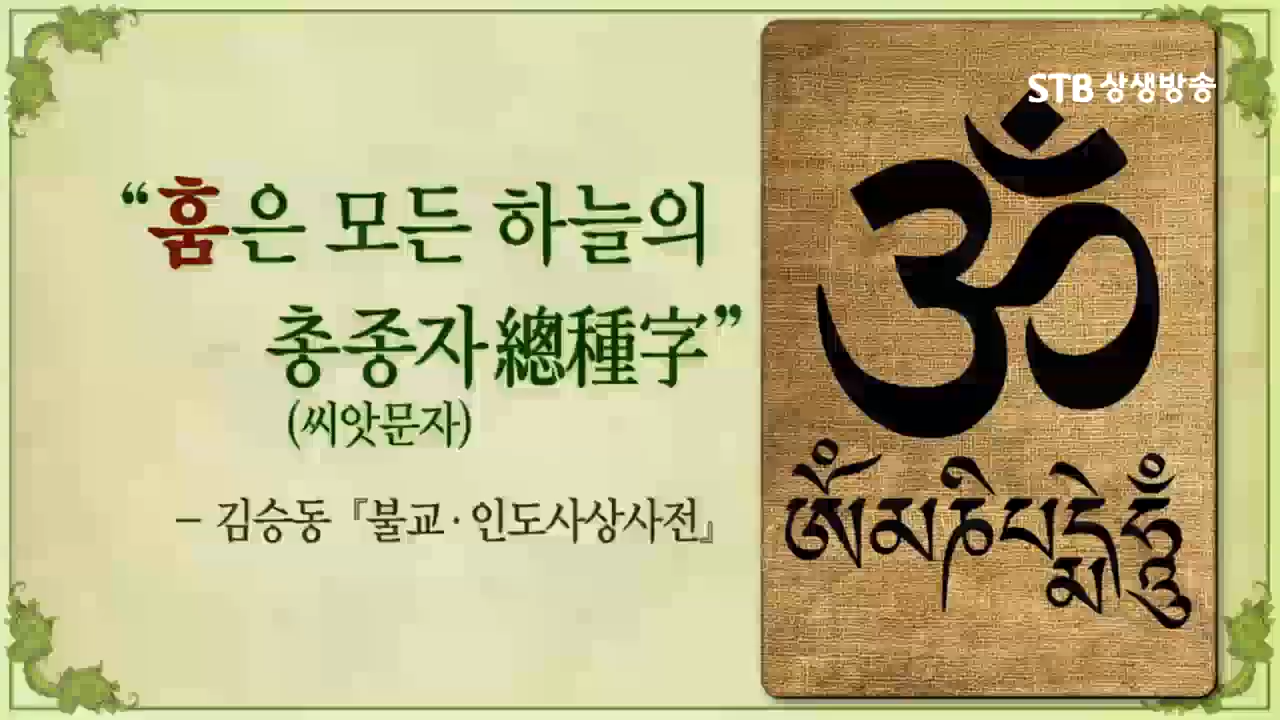 STB 상생방송
“훔은 모든 하늘의
총종자 總種字”
(씨앗문자)
- 김승동 『불교·인도사상사전』
ॐ
ཨོཾ་མ་ཎི་པདྨེ་ཧཱུྃ